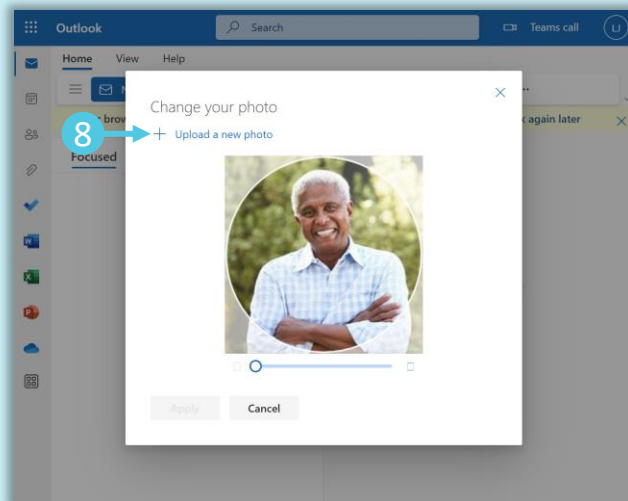 Outlook
Search
Teams call
U
Home View Help
Change your photo
8
+ Upload a new photo
again later
Focused
Apply Cancel